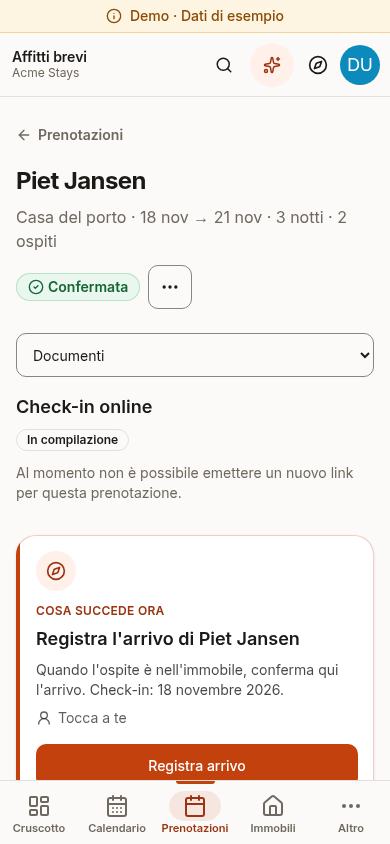 Demo · Dati di esempio
Affitti brevi
Acme Stays
DU
← Prenotazioni
Piet Jansen
Casa del porto · 18 nov → 21 nov · 3 notti · 2
ospiti
Confermata
Documenti
Check-in online
In compilazione
Al momento non è possibile emettere un nuovo link
per questa prenotazione.
COSA SUCCEDE ORA
Registra l'arrivo di Piet Jansen
Quando l'ospite è nell'immobile, conferma qui
l'arrivo. Check-in: 18 novembre 2026.
Tocca a te
Registra arrivo
Cruscotto
Calendario
Prenotazioni
Immobili
Altro